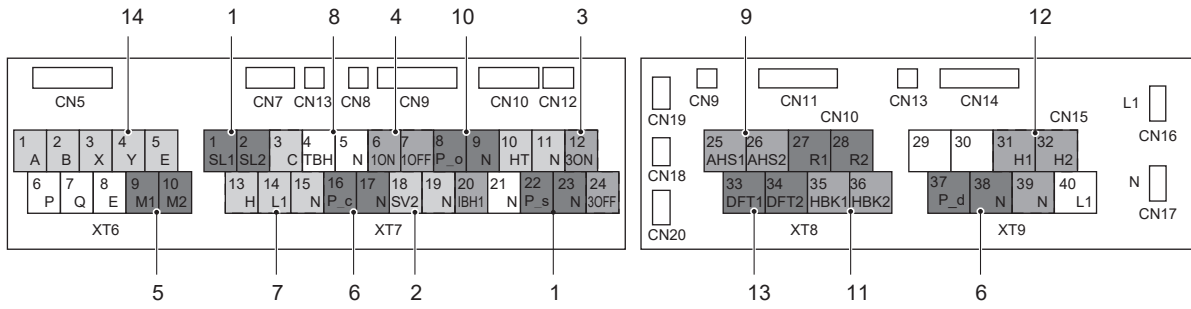 14 1 8 4 10 3 9 12
CN5 CN7 CN13 CN8 CN9 CN10 CN12
CN19 CN9 CN11 CN10 CN13 CN14 CN15 L1 CN16
1 A 2 B 3 X 4 Y 5 E
1 SL1 2 SL2 3 C 4 TBH 5 N 6 1ON 7 1OFF 8 P_o 9 N 10 HT 11 N 12 3ON
CN18
25 AHS1 26 AHS2 27 R1 28 R2
29 30 31 H1 32 H2
6 P 7 Q 8 E 9 M1 10 M2
13 H 14 L1 15 N 16 P_c 17 N 18 SV2 19 N 20 IBH1 21 N 22 P_s 23 N 24 3OFF
CN20
33 DFT1 34 DFT2 35 HBK1 36 HBK2
37 P_d 38 N 39 N 40 L1
N CN17
XT6 XT7 XT8 XT9
5 7 6 2 1 13 11 6